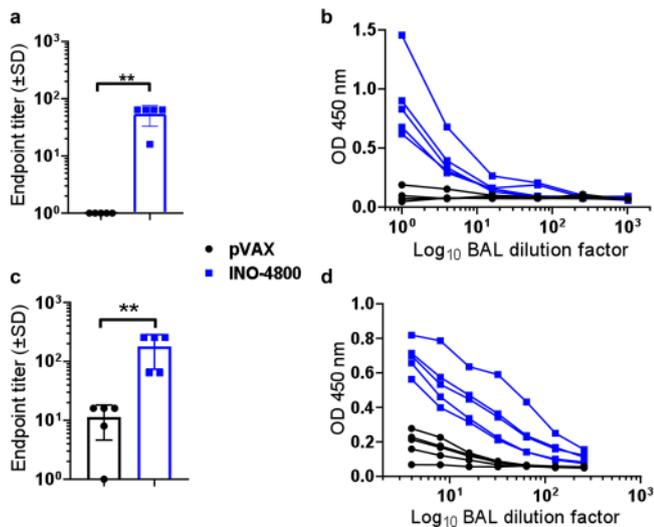 a
Endpoint titer (±SD)
10³
10²
10¹
10⁰
**
b
OD 450 nm
1.5
1.0
0.5
0.0
10⁰ 10¹ 10² 10³
Log₁₀ BAL dilution factor
pVAX
INO-4800
c
Endpoint titer (±SD)
10³
10²
10¹
10⁰
**
d
OD 450 nm
1.0
0.8
0.6
0.4
0.2
0.0
10¹ 10² 10³
Log₁₀ BAL dilution factor